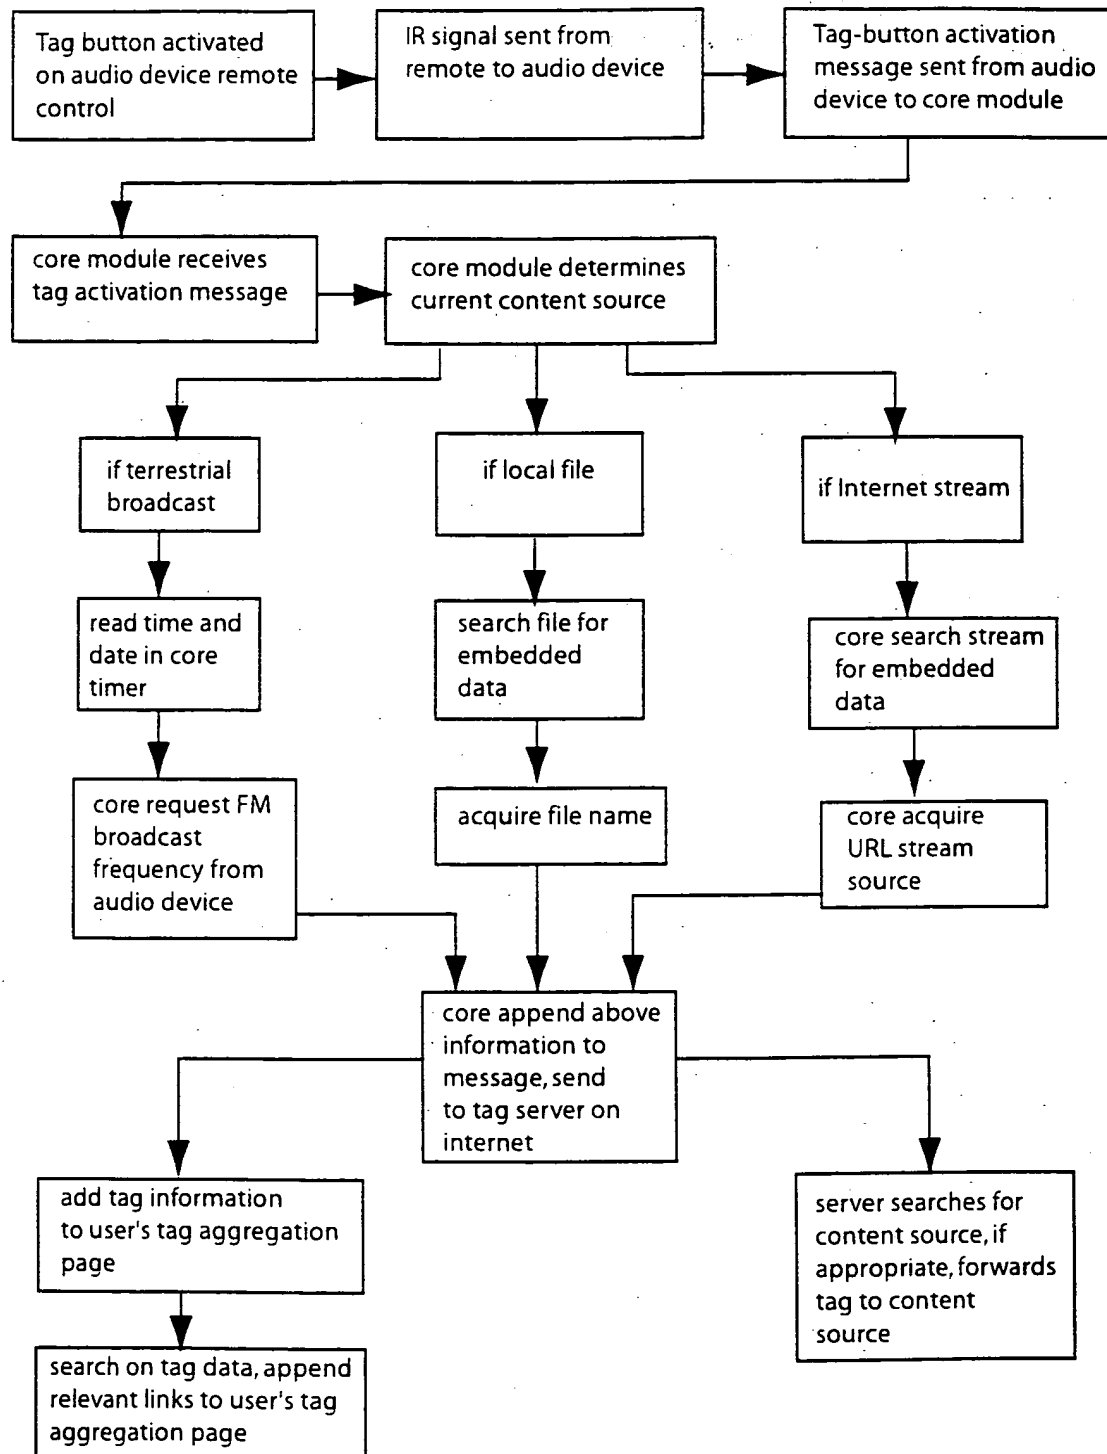 Tag button activated
on audio device remote
control
IR signal sent from
remote to audio device
Tag-button activation
message sent from audio
device to core module
core module receives
tag activation message
core module determines
current content source
if terrestrial
broadcast
if local file
if Internet stream
read time and
date in core
timer
search file for
embedded
data
core search stream
for embedded
data
core request FM
broadcast
frequency from
audio device
acquire file name
core acquire
URL stream
source
core append above
information to
message, send
to tag server on
internet
add tag information
to user's tag aggregation
page
server searches for
content source, if
appropriate, forwards
tag to content
source
search on tag data, append
relevant links to user's tag
aggregation page